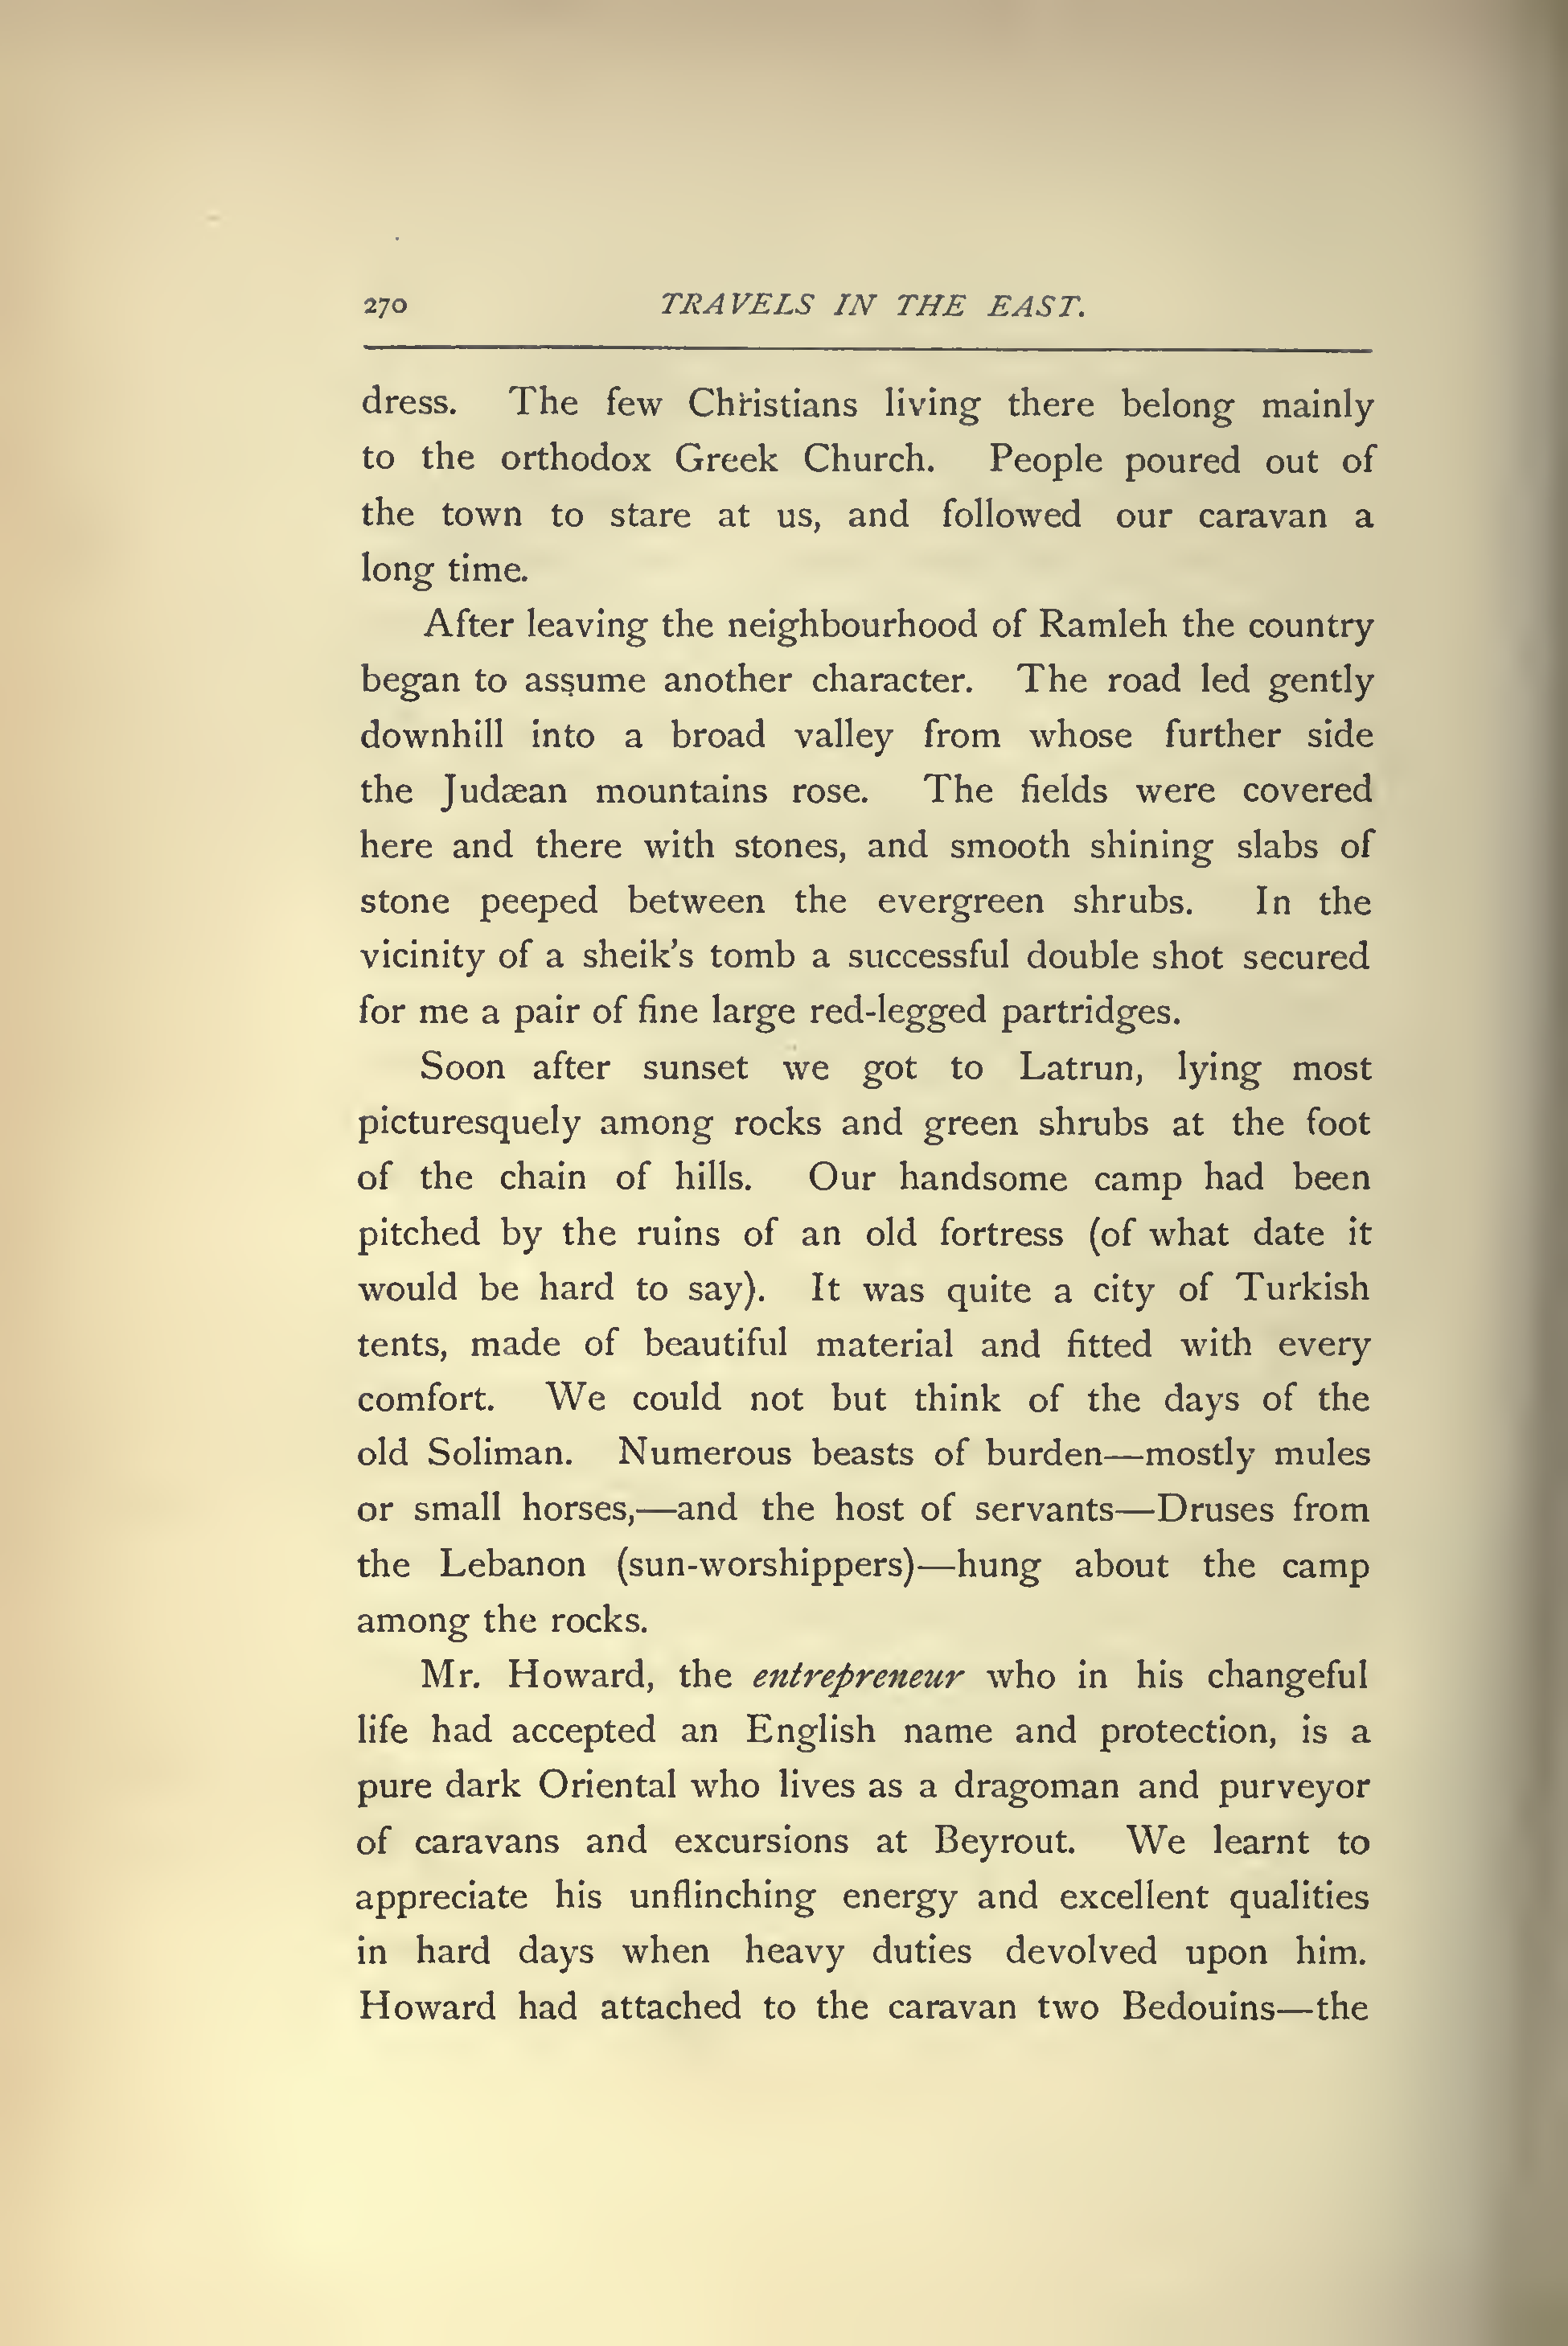 270 TRAVELS IN THE EAST.
dress. The few Christians living there belong mainly
to the orthodox Greek Church. People poured out of
the town to stare at us, and followed our caravan a
long time.
After leaving the neighbourhood of Ramleh the country
began to assume another character. The road led gently
downhill into a broad valley from whose further side
the Judæan mountains rose. The fields were covered
here and there with stones, and smooth shining slabs of
stone peeped between the evergreen shrubs. In the
vicinity of a sheik's tomb a successful double shot secured
for me a pair of fine large red-legged partridges.
Soon after sunset we got to Latrun, lying most
picturesquely among rocks and green shrubs at the foot
of the chain of hills. Our handsome camp had been
pitched by the ruins of an old fortress (of what date it
would be hard to say). It was quite a city of Turkish
tents, made of beautiful material and fitted with every
comfort. We could not but think of the days of the
old Soliman. Numerous beasts of burden—mostly mules
or small horses,—and the host of servants—Druses from
the Lebanon (sun-worshippers)—hung about the camp
among the rocks.
Mr. Howard, the entrepreneur who in his changeful
life had accepted an English name and protection, is a
pure dark Oriental who lives as a dragoman and purveyor
of caravans and excursions at Beyrout. We learnt to
appreciate his unflinching energy and excellent qualities
in hard days when heavy duties devolved upon him.
Howard had attached to the caravan two Bedouins—the